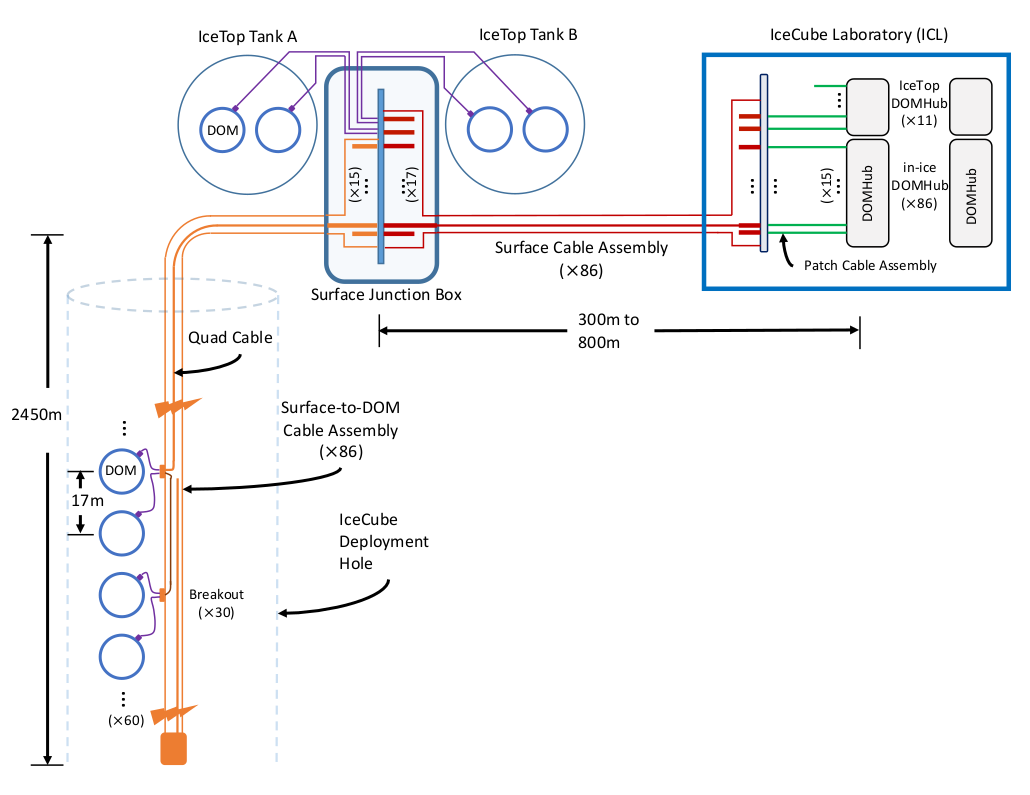 IceTop Tank A
IceTop Tank B
IceCube Laboratory (ICL)
DOM
(×15)
(×17)
IceTop
DOMHub
(×11)
in-ice
DOMHub
(×86)
(×15)
DOMHub
DOMHub
Patch Cable Assembly
Surface Cable Assembly
(×86)
Surface Junction Box
300m to
800m
Quad Cable
2450m
Surface-to-DOM
Cable Assembly
(×86)
DOM
17m
IceCube
Deployment
Hole
Breakout
(×30)
(×60)